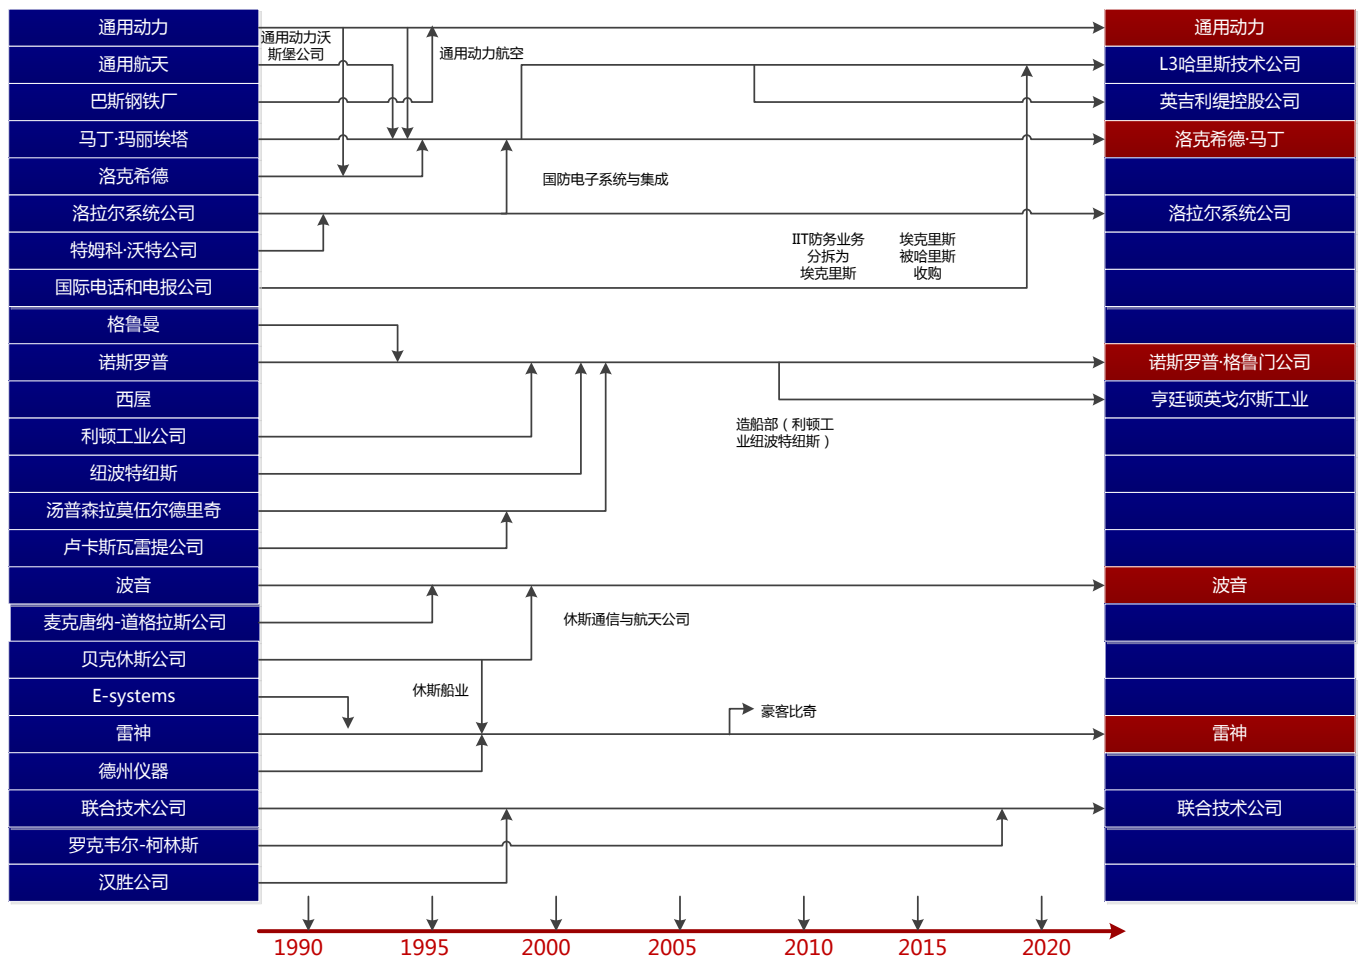 通用动力
通用航天
巴斯钢铁厂
马丁·玛丽埃塔
洛克希德
洛拉尔系统公司
特姆科·沃特公司
国际电话和电报公司
格鲁曼
诺斯罗普
西屋
利顿工业公司
纽波特纽斯
汤普森拉莫伍尔德里奇
卢卡斯瓦雷提公司
波音
麦克唐纳-道格拉斯公司
贝克休斯公司
E-systems
雷神
德州仪器
联合技术公司
罗克韦尔-柯林斯
汉胜公司
通用动力沃
斯堡公司
通用动力航空
国防电子系统与集成
IIT防务业务
分拆为
埃克里斯
埃克里斯
被哈里斯
收购
造船部（利顿工
业纽波特纽斯）
休斯通信与航天公司
休斯船业
豪客比奇
通用动力
L3哈里斯技术公司
英吉利缇控股公司
洛克希德·马丁
洛拉尔系统公司
诺斯罗普·格鲁门公司
亨廷顿英戈尔斯工业
波音
雷神
联合技术公司
1990
1995
2000
2005
2010
2015
2020